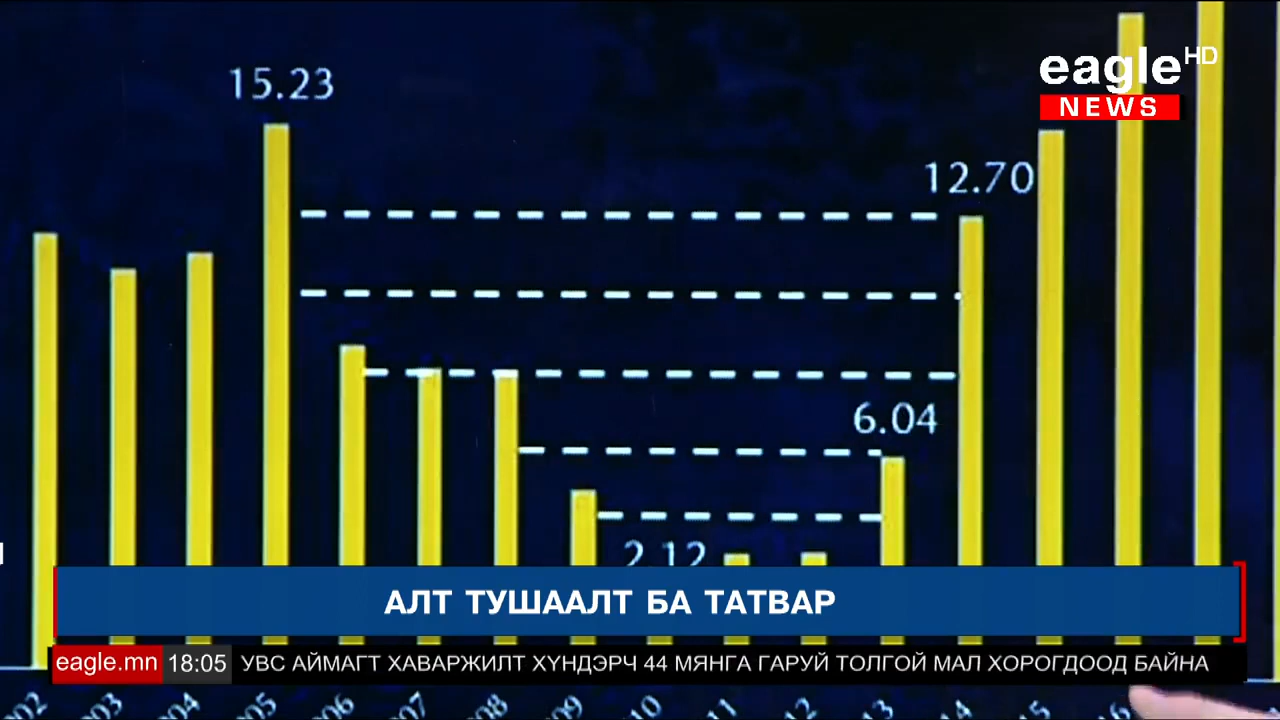 15.23
eagle HD
NEWS
12.70
6.04
2.12
АЛТ ТУШААЛТ БА ТАТВАР
eagle.mn 18:05 УВС АЙМАГТ ХАВАРЖИЛТ ХҮНДЭРЧ 44 МЯНГА ГАРУЙ ТОЛГОЙ МАЛ ХОРОГДООД БАЙНА